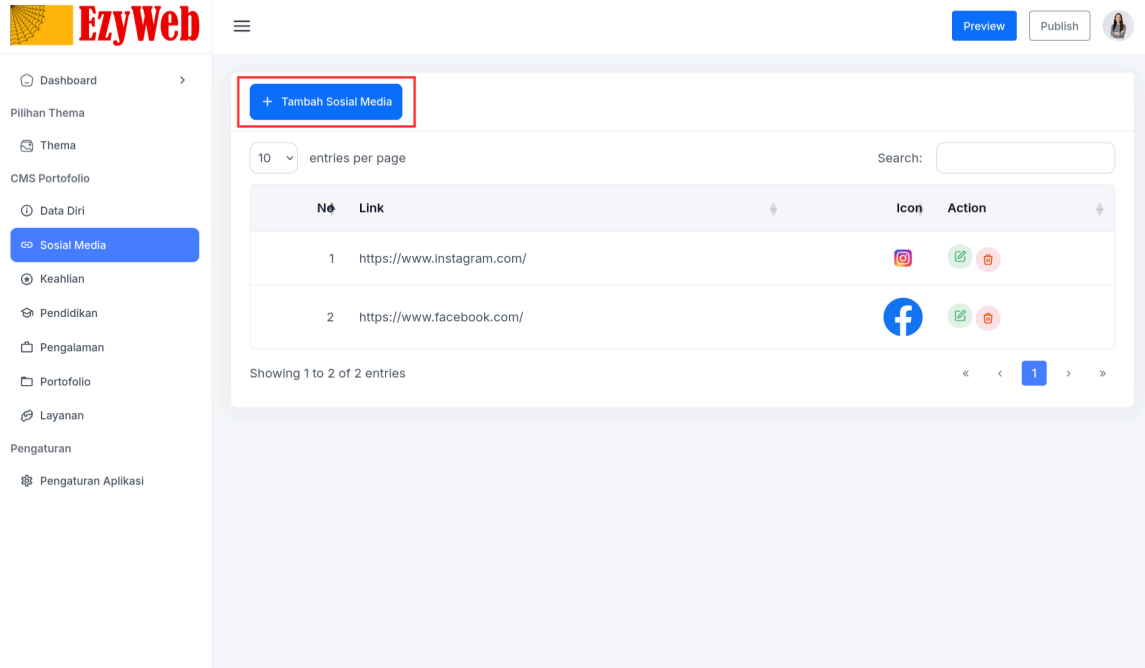 EzyWeb
Preview
Publish
Dashboard
Pilihan Thema
Thema
CMS Portofolio
Data Diri
Sosial Media
Keahlian
Pendidikan
Pengalaman
Portofolio
Layanan
Pengaturan
Pengaturan Aplikasi
+ Tambah Sosial Media
10 entries per page
Search:
No Link Icon Action
1 https://www.instagram.com/
2 https://www.facebook.com/
Showing 1 to 2 of 2 entries
« ‹ 1 › »